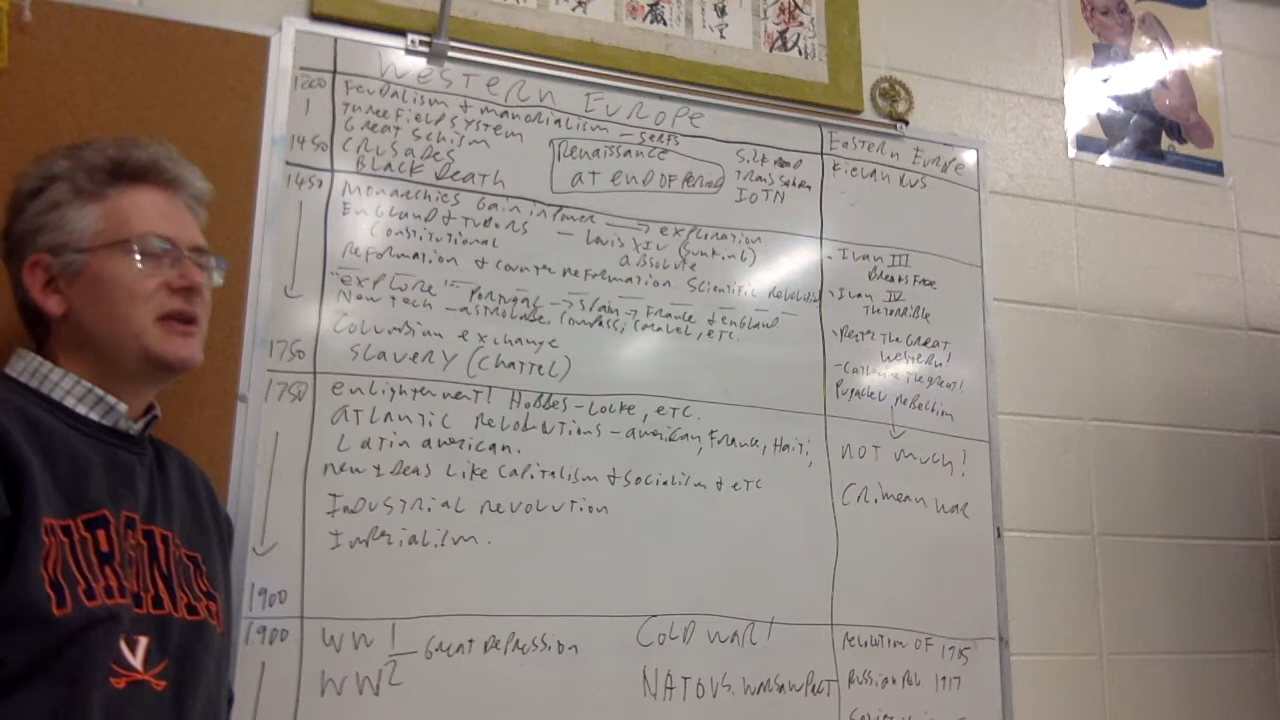 Western Europe
1200
1
1450
Feudalism & manorialism - serfs
Three Field System
Great Schism
Crusades
Black Death
Renaissance
at end of Period
Silk Road
Trans Sahara
IOTN
Eastern Europe
Kievan Rus
1450
1750
Monarchies Gain in Power → exploration
England & Tudors - Louis XIV (Sun King)
Constitutional absolute
Reformation & Counter Reformation Scientific Revolution
"explore" - Portugal → Spain → France & England
New Tech - astrolabe, compass, caravel, etc.
Columbian exchange
Slavery (Chattel)
- Ivan III
Breaks Free
- Ivan IV
Terrible
- Peter The Great
Western!
- Catherine The great!
Pugachev Rebellion
1750
1900
Enlightenment! Hobbes - Locke, etc.
Atlantic Revolutions - american, France, Haiti,
Latin american.
new ideas Like Capitalism & Socialism & etc
Industrial revolution
Imperialism.
NOT much!
Crimean War
1900
WW 1 - Great Depression
WW2
Cold War!
NATO VS. Warsaw Pact
Revolution OF 1905
Russian Rev 1917
VIRGINIA
V